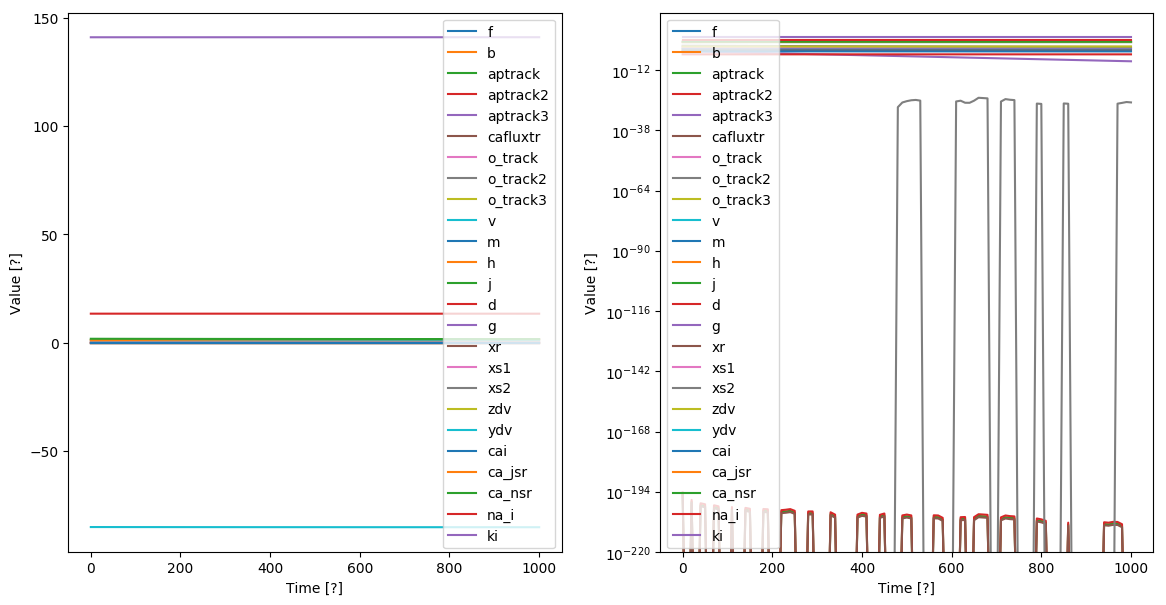 150
100
50
0
−50
Value [?]
0
200
400
600
800
1000
Time [?]
f
b
aptrack
aptrack2
aptrack3
cafluxtr
o_track
o_track2
o_track3
v
m
h
j
d
g
xr
xs1
xs2
zdv
ydv
cai
ca_jsr
ca_nsr
na_i
ki
10⁻¹²
10⁻³⁸
10⁻⁶⁴
10⁻⁹⁰
10⁻¹¹⁶
10⁻¹⁴²
10⁻¹⁶⁸
10⁻¹⁹⁴
10⁻²²⁰
Value [?]
0
200
400
600
800
1000
Time [?]
f
b
aptrack
aptrack2
aptrack3
cafluxtr
o_track
o_track2
o_track3
v
m
h
j
d
g
xr
xs1
xs2
zdv
ydv
cai
ca_jsr
ca_nsr
na_i
ki